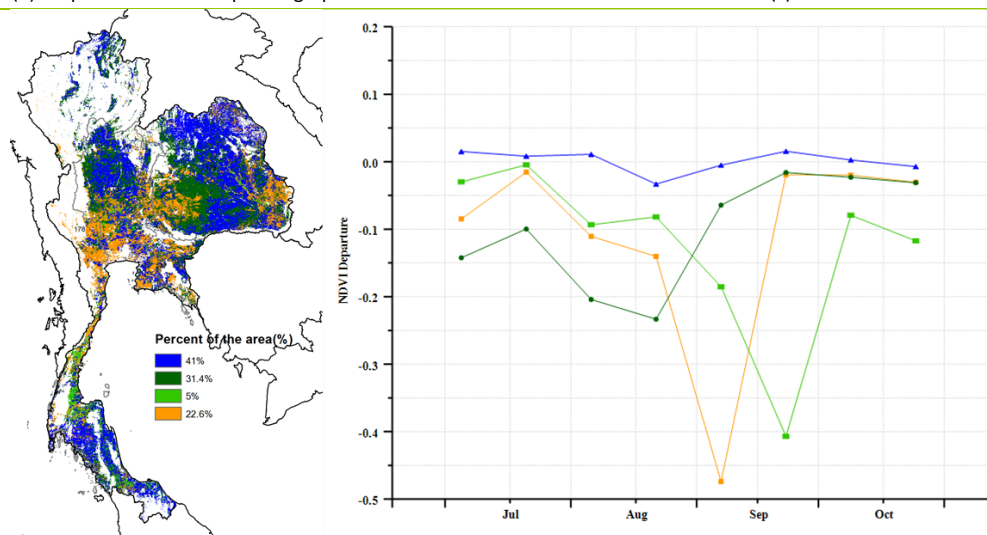 0.2
0.1
0.0
-0.1
-0.2
-0.3
-0.4
-0.5
NDVI Departure
Jul
Aug
Sep
Oct
178
Percent of the area(%)
41%
31.4%
5%
22.6%